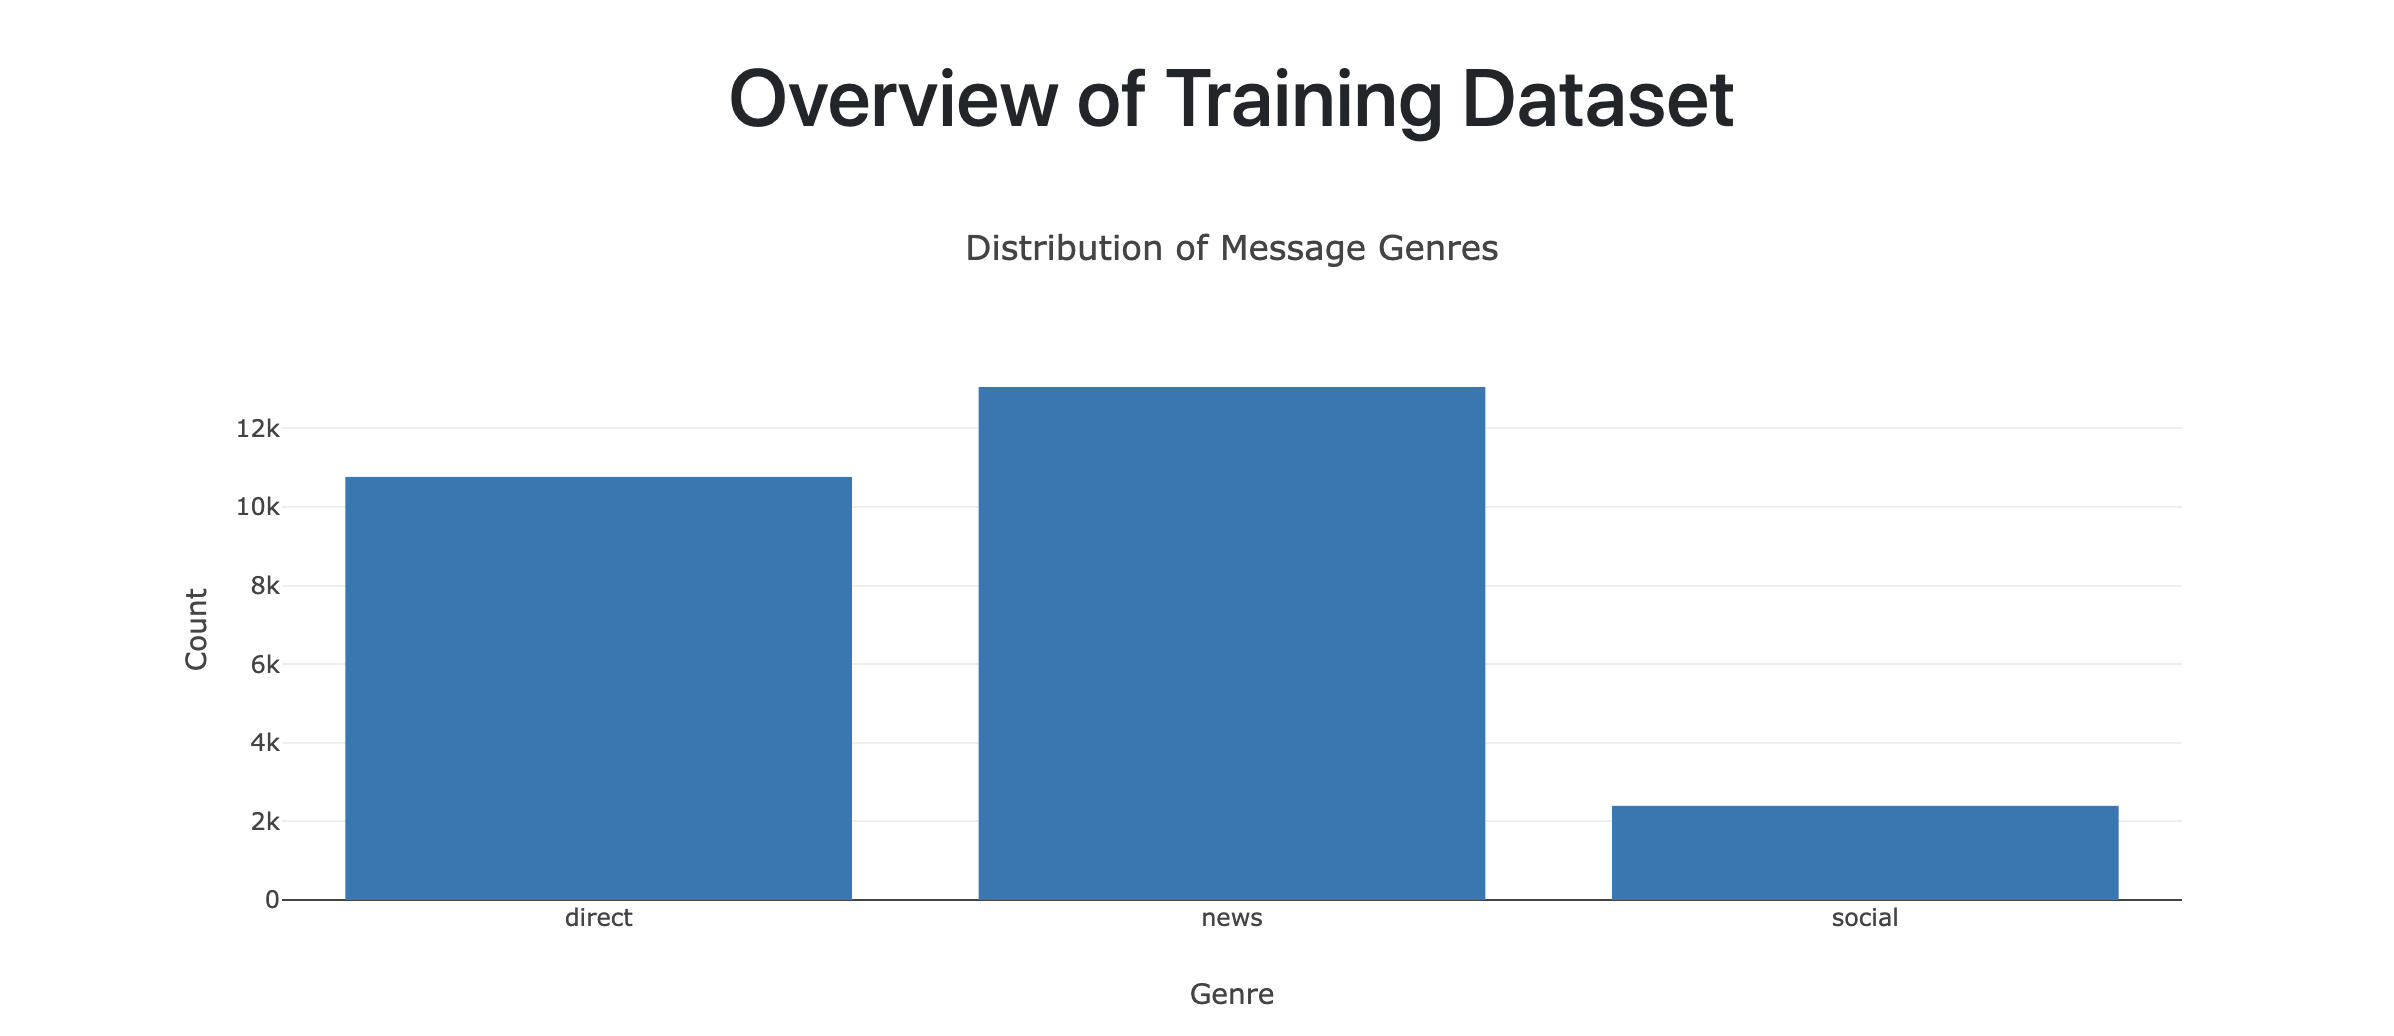 Overview of Training Dataset
Distribution of Message Genres
12k
10k
8k
6k
4k
2k
0
Count
direct
news
social
Genre